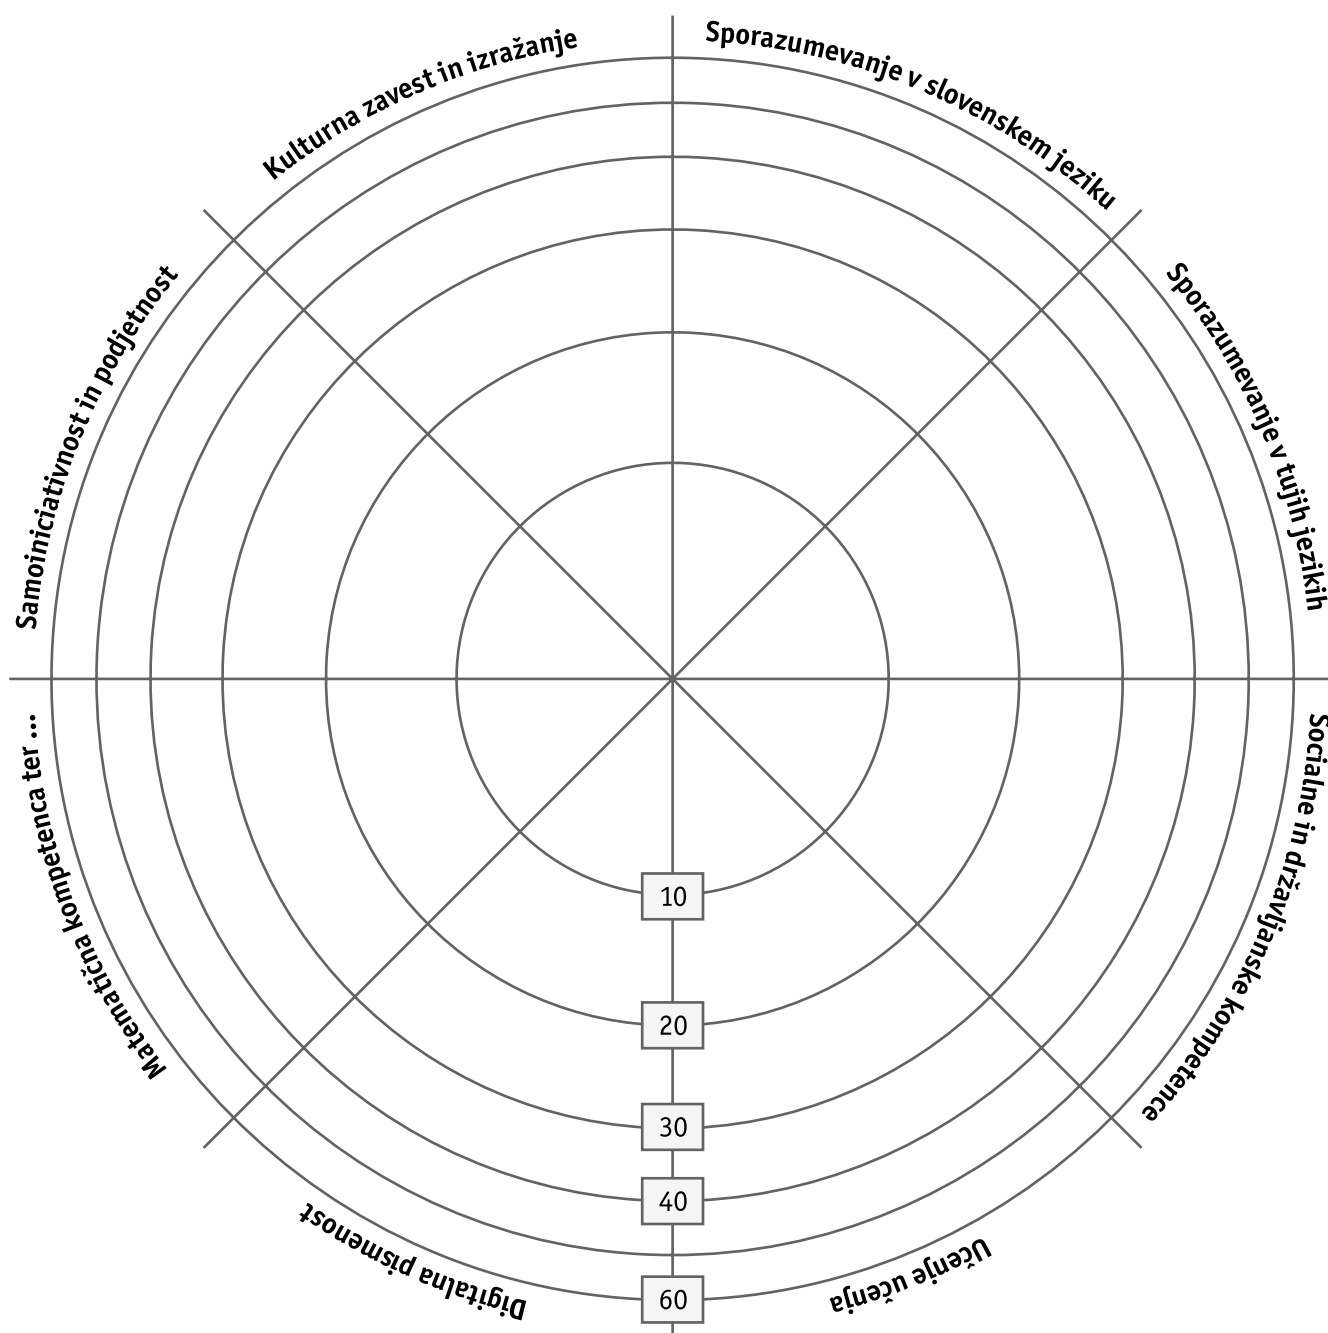 Sporazumevanje v slovenskem jeziku
Sporazumevanje v tujih jezikih
Socialne in državljanske kompetence
Učenje učenja
Digitalna pismenost
Matematična kompetenca ter ...
Samoiniciativnost in podjetnost
Kulturna zavest in izražanje
10
20
30
40
60